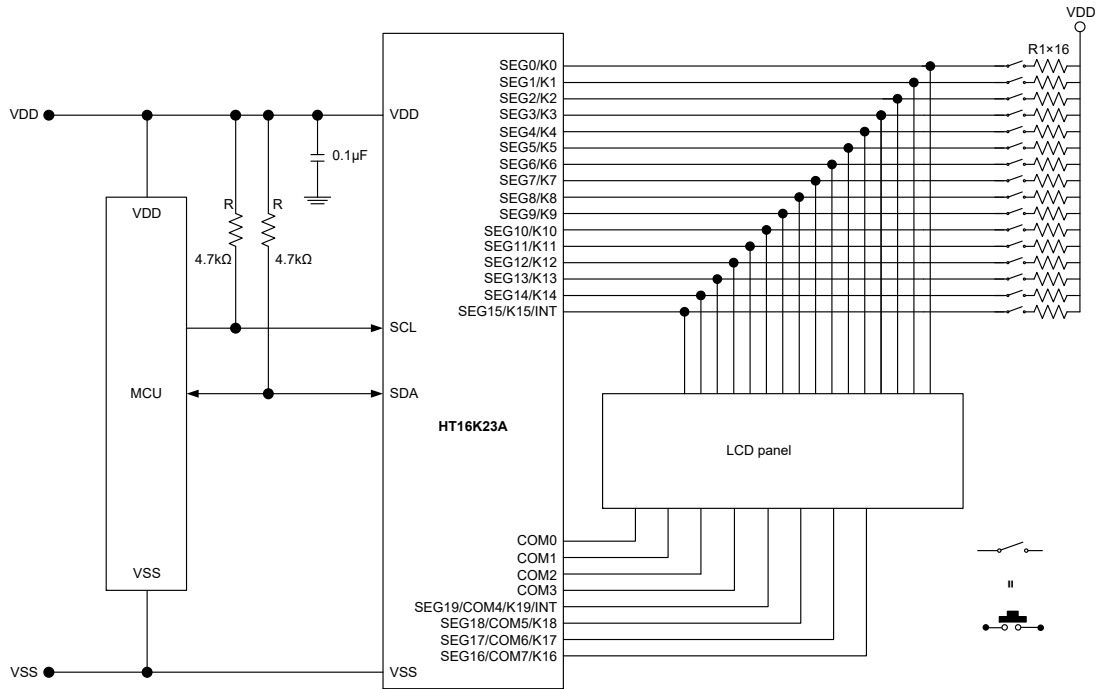 VDD
R1×16
SEG0/K0
SEG1/K1
SEG2/K2
SEG3/K3
SEG4/K4
SEG5/K5
SEG6/K6
SEG7/K7
SEG8/K8
SEG9/K9
SEG10/K10
SEG11/K11
SEG12/K12
SEG13/K13
SEG14/K14
SEG15/K15/INT
VDD
VDD
0.1μF
VDD
R
R
4.7kΩ
4.7kΩ
SCL
MCU
SDA
HT16K23A
LCD panel
COM0
COM1
COM2
COM3
VSS
SEG19/COM4/K19/INT
SEG18/COM5/K18
SEG17/COM6/K17
SEG16/COM7/K16
VSS
VSS
=